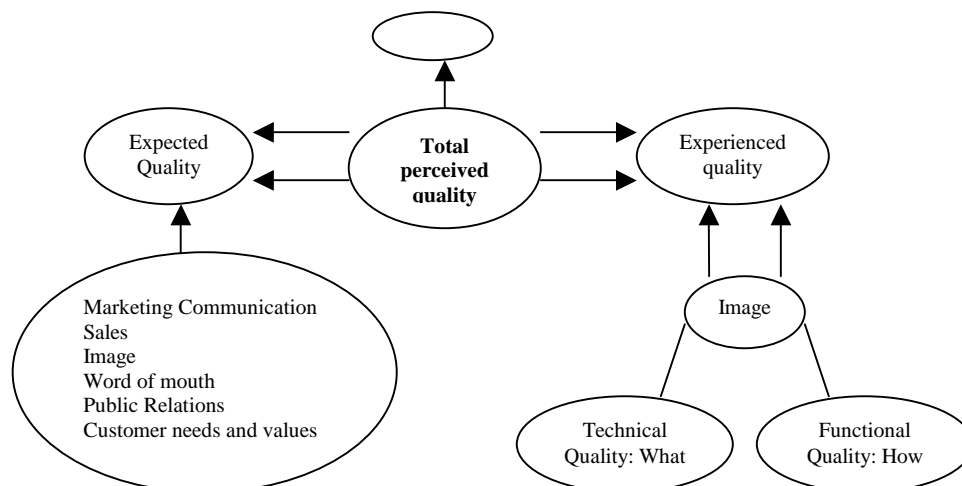 Expected
Quality
Total
perceived
quality
Experienced
quality
Marketing Communication
Sales
Image
Word of mouth
Public Relations
Customer needs and values
Image
Technical
Quality: What
Functional
Quality: How